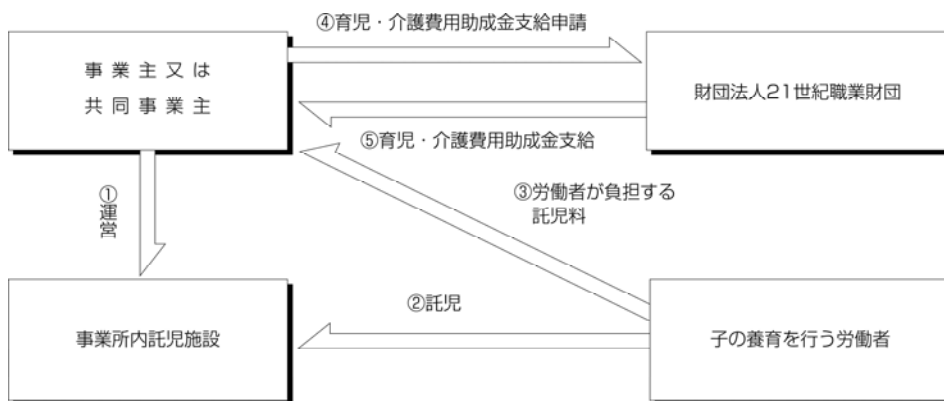 ④育児・介護費用助成金支給申請
事業主又は
共同事業主
財団法人21世紀職業財団
⑤育児・介護費用助成金支給
③労働者が負担する
託児料
①運営
②託児
事業所内託児施設
子の養育を行う労働者